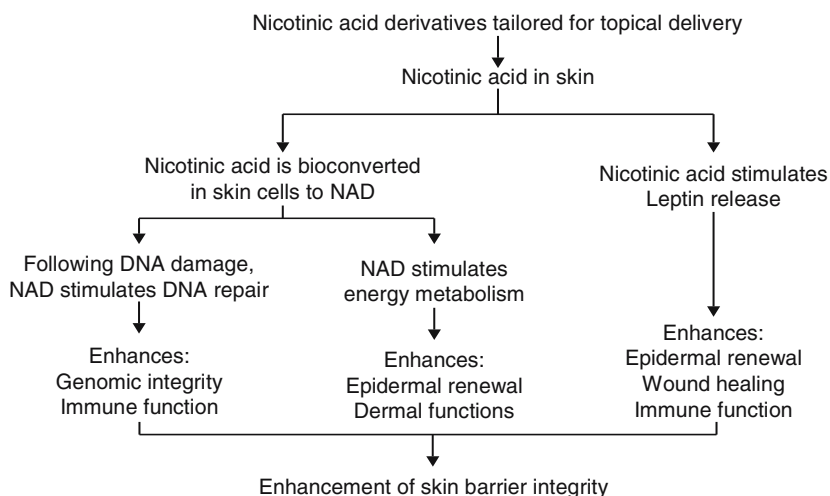 Nicotinic acid derivatives tailored for topical delivery
Nicotinic acid in skin
Nicotinic acid is bioconverted
in skin cells to NAD
Nicotinic acid stimulates
Leptin release
Following DNA damage,
NAD stimulates DNA repair
NAD stimulates
energy metabolism
Enhances:
Genomic integrity
Immune function
Enhances:
Epidermal renewal
Dermal functions
Enhances:
Epidermal renewal
Wound healing
Immune function
Enhancement of skin barrier integrity